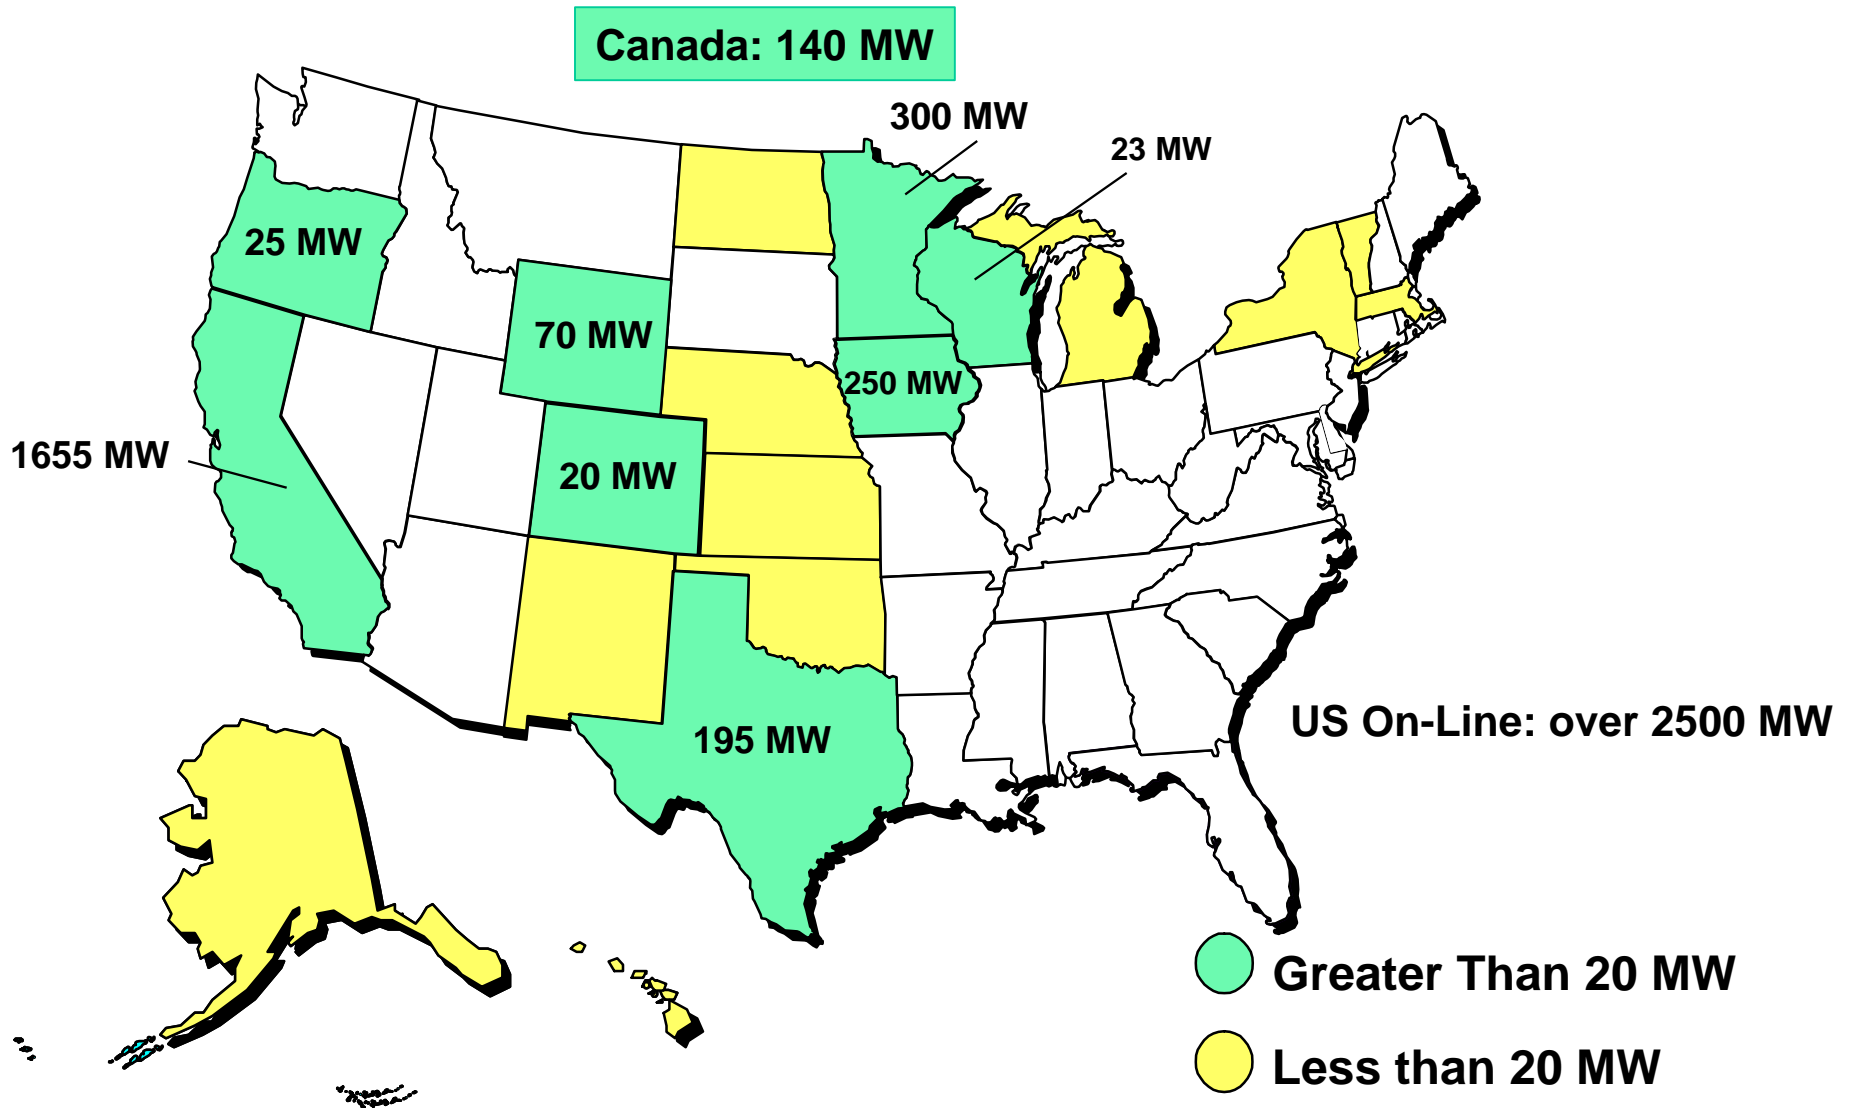 Canada: 140 MW
300 MW
23 MW
25 MW
70 MW
250 MW
1655 MW
20 MW
195 MW
US On-Line: over 2500 MW
Greater Than 20 MW
Less than 20 MW